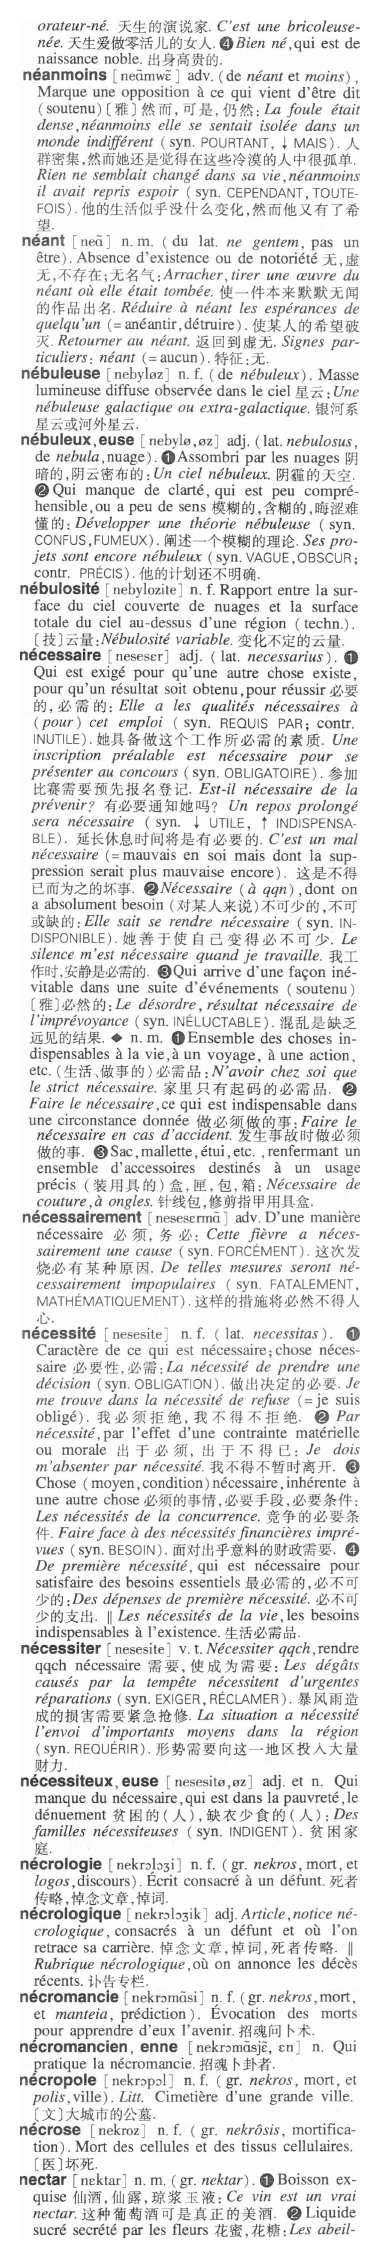 orateur-né. 天生的演说家. C'est une bricoleuse-
née. 天生爱做零活儿的女人. ❹ Bien né, qui est de
naissance noble. 出身高贵的.
néanmoins [neɑ̃mwɛ̃] adv. (de néant et moins),
Marque une opposition à ce qui vient d'être dit
(soutenu)〔雅〕然而,可是,仍然: La foule était
dense, néanmoins elle se sentait isolée dans un
monde indifférent (syn. POURTANT, ↓ MAIS). 人
群密集,然而她还是觉得在这些冷漠的人中很孤单.
Rien ne semblait changé dans sa vie, néanmoins
il avait repris espoir (syn. CEPENDANT, TOUTE-
FOIS). 他的生活似乎没什么变化,然而他又有了希
望.
néant [neɑ̃] n. m. (du lat. ne gentem, pas un
être). Absence d'existence ou de notoriété 无,虚
无,不存在;无名气: Arracher, tirer une œuvre du
néant où elle était tombée. 使一件本来默默无闻
的作品出名. Réduire à néant les espérances de
quelqu'un (= anéantir, détruire). 使某人的希望破
灭. Retourner au néant. 返回到虚无. Signes par-
ticuliers: néant (= aucun). 特征:无.
nébuleuse [nebyløz] n. f. (de nébuleux). Masse
lumineuse diffuse observée dans le ciel 星云: Une
nébuleuse galactique ou extra-galactique. 银河系
星云或河外星云.
nébuleux, euse [nebylø, øz] adj. (lat. nebulosus,
de nebula, nuage). ❶ Assombri par les nuages 阴
暗的,阴云密布的: Un ciel nébuleux. 阴霾的天空.
❷ Qui manque de clarté, qui est peu compré-
hensible, ou a peu de sens 模糊的,含糊的,晦涩难
懂的: Développer une théorie nébuleuse (syn.
CONFUS, FUMEUX). 阐述一个模糊的理论. Ses pro-
jets sont encore nébuleux (syn. VAGUE, OBSCUR;
contr. PRÉCIS). 他的计划还不明确.
nébulosité [nebylozite] n. f. Rapport entre la sur-
face du ciel couverte de nuages et la surface
totale du ciel au-dessus d'une région (techn.).
〔技〕云量: Nébulosité variable. 变化不定的云量.
nécessaire [nesesɛr] adj. (lat. necessarius). ❶
Qui est exigé pour qu'une autre chose existe,
pour qu'un résultat soit obtenu, pour réussir 必要
的,必需的: Elle a les qualités nécessaires à
(pour) cet emploi (syn. REQUIS PAR; contr.
INUTILE). 她具备做这个工作所必需的素质. Une
inscription préalable est nécessaire pour se
présenter au concours (syn. OBLIGATOIRE). 参加
比赛需要预先报名登记. Est-il nécessaire de la
prévenir? 有必要通知她吗? Un repos prolongé
sera nécessaire (syn. ↓ UTILE, ↑ INDISPENSA-
BLE). 延长休息时间将是有必要的. C'est un mal
nécessaire (= mauvais en soi mais dont la sup-
pression serait plus mauvaise encore). 这是不得
已而为之的坏事. ❷ Nécessaire (à qqn), dont on
a absolument besoin (对某人来说)不可少的,不可
或缺的: Elle sait se rendre nécessaire (syn. IN-
DISPONIBLE). 她善于使自己变得必不可少. Le
silence m'est nécessaire quand je travaille. 我工
作时,安静是必需的. ❸ Qui arrive d'une façon iné-
vitable dans une suite d'événements (soutenu)
〔雅〕必然的: Le désordre, résultat nécessaire de
l'imprévoyance (syn. INÉLUCTABLE). 混乱是缺乏
远见的结果. ◆ n. m. ❶ Ensemble des choses in-
dispensables à la vie, à un voyage, à une action,
etc. (生活、做事的)必需品: N'avoir chez soi que
le strict nécessaire. 家里只有起码的必需品. ❷
Faire le nécessaire, ce qui est indispensable dans
une circonstance donnée 做必须做的事: Faire le
nécessaire en cas d'accident. 发生事故时做必须
做的事. ❸ Sac, mallette, étui, etc., renfermant un
ensemble d'accessoires destinés à un usage
précis (装用具的)盒,匣,包,箱: Nécessaire de
couture, à ongles. 针线包,修剪指甲用具盒.
nécessairement [nesesɛrmɑ̃] adv. D'une manière
nécessaire 必须,务必: Cette fièvre a néces-
sairement une cause (syn. FORCÉMENT). 这次发
烧必有某种原因. De telles mesures seront né-
cessairement impopulaires (syn. FATALEMENT,
MATHÉMATIQUEMENT). 这样的措施将必然不得人
心.
nécessité [nesesite] n. f. (lat. necessitas). ❶
Caractère de ce qui est nécessaire; chose néces-
saire 必要性,必需: La nécessité de prendre une
décision (syn. OBLIGATION). 做出决定的必要. Je
me trouve dans la nécessité de refuse (= je suis
obligé). 我必须拒绝,我不得不拒绝. ❷ Par
nécessité, par l'effet d'une contrainte matérielle
ou morale 出于必须,出于不得已: Je dois
m'absenter par nécessité. 我不得不暂时离开. ❸
Chose (moyen, condition) nécessaire, inhérente à
une autre chose 必须的事情,必要手段,必要条件:
Les nécessités de la concurrence. 竞争的必要条
件. Faire face à des nécessités financières impré-
vues (syn. BESOIN). 面对出乎意料的财政需要. ❹
De première nécessité, qui est nécessaire pour
satisfaire des besoins essentiels 最必需的,必不可
少的: Des dépenses de première nécessité. 必不可
少的支出. ‖ Les nécessités de la vie, les besoins
indispensables à l'existence. 生活必需品.
nécessiter [nesesite] v. t. Nécessiter qqch, rendre
qqch nécessaire 需要,使成为需要: Les dégâts
causés par la tempête nécessitent d'urgentes
réparations (syn. EXIGER, RÉCLAMER). 暴风雨造
成的损害需要紧急抢修. La situation a nécessité
l'envoi d'importants moyens dans la région
(syn. REQUÉRIR). 形势需要向这一地区投入大量
财力.
nécessiteux, euse [nesesitø, øz] adj. et n. Qui
manque du nécessaire, qui est dans la pauvreté, le
dénuement 贫困的(人),缺衣少食的(人): Des
familles nécessiteuses (syn. INDIGENT). 贫困家
庭.
nécrologie [nekrɔlɔʒi] n. f. (gr. nekros, mort, et
logos, discours). Écrit consacré à un défunt. 死者
传略,悼念文章,悼词.
nécrologique [nekrɔlɔʒik] adj. Article, notice né-
crologique, consacrés à un défunt et où l'on
retrace sa carrière. 悼念文章,悼词,死者传略. ‖
Rubrique nécrologique, où on annonce les décès
récents. 讣告专栏.
nécromancie [nekrɔmɑ̃si] n. f. (gr. nekros, mort,
et manteia, prédiction). Évocation des morts
pour apprendre d'eux l'avenir. 招魂问卜术.
nécromancien, enne [nekrɔmɑ̃sjɛ̃, ɛn] n. Qui
pratique la nécromancie. 招魂卜卦者.
nécropole [nekrɔpɔl] n. f. (gr. nekros, mort, et
polis, ville). Litt. Cimetière d'une grande ville.
〔文〕大城市的公墓.
nécrose [nekroz] n. f. (gr. nekrôsis, mortifica-
tion). Mort des cellules et des tissus cellulaires.
〔医〕坏死.
nectar [nɛktar] n. m. (gr. nektar). ❶ Boisson ex-
quise 仙酒,仙露,琼浆玉液: Ce vin est un vrai
nectar. 这种葡萄酒可是真正的美酒. ❷ Liquide
sucré secrété par les fleurs 花蜜,花糖: Les abeil-